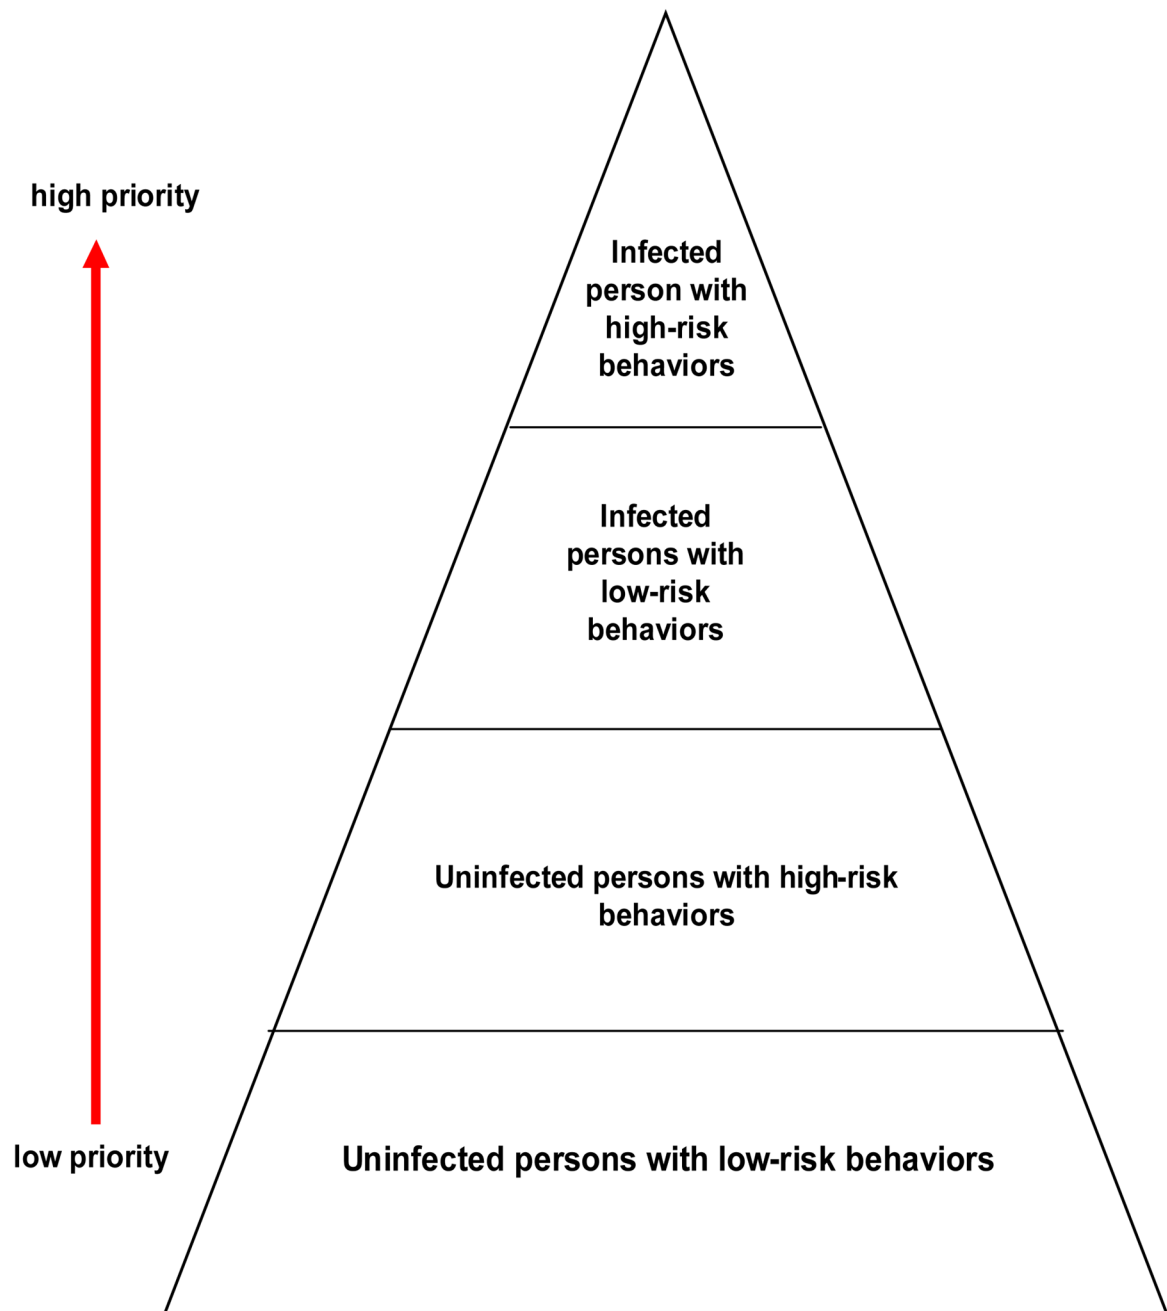 high priority
Infected
person with
high-risk
behaviors
Infected
persons with
low-risk
behaviors
Uninfected persons with high-risk
behaviors
low priority
Uninfected persons with low-risk behaviors